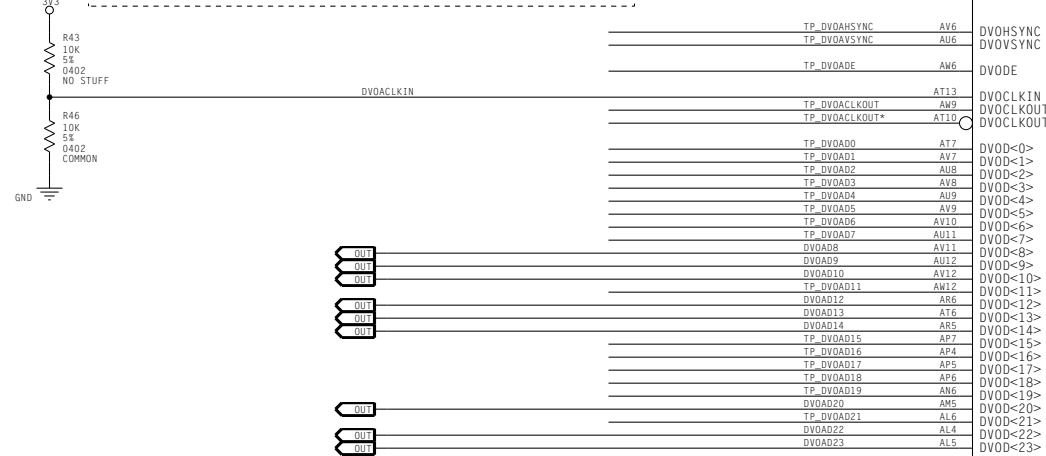 3V3
R43
10K
5%
0402
NO STUFF
R46
10K
5%
0402
COMMON
GND
DVOACLKIN
TP_DVOAHSYNC AV6 DVOHSYNC
TP_DVOAVSYNC AU6 DVOVSYNC
TP_DVOADE AW6 DVODE
AT13 DVOCLKIN
TP_DVOACLKOUT AW9 DVOCLKOUT
TP_DVOACLKOUT* AT10 DVOCLKOUT
TP_DVOAD0 AT7 DVOD<0>
TP_DVOAD1 AV7 DVOD<1>
TP_DVOAD2 AU8 DVOD<2>
TP_DVOAD3 AV8 DVOD<3>
TP_DVOAD4 AU9 DVOD<4>
TP_DVOAD5 AV9 DVOD<5>
TP_DVOAD6 AV10 DVOD<6>
TP_DVOAD7 AU11 DVOD<7>
OUT DVOAD8 AV11 DVOD<8>
OUT DVOAD9 AU12 DVOD<9>
OUT DVOAD10 AV12 DVOD<10>
TP_DVOAD11 AW12 DVOD<11>
OUT DVOAD12 AR6 DVOD<12>
OUT DVOAD13 AT6 DVOD<13>
OUT DVOAD14 AR5 DVOD<14>
TP_DVOAD15 AP7 DVOD<15>
TP_DVOAD16 AP4 DVOD<16>
TP_DVOAD17 AP5 DVOD<17>
TP_DVOAD18 AP6 DVOD<18>
TP_DVOAD19 AN6 DVOD<19>
OUT DVOAD20 AM5 DVOD<20>
TP_DVOAD21 AL6 DVOD<21>
OUT DVOAD22 AL4 DVOD<22>
OUT DVOAD23 AL5 DVOD<23>